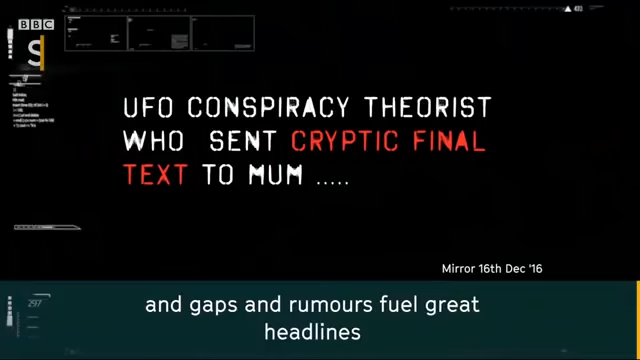 BBC
S
UFO CONSPIRACY THEORIST
WHO SENT CRYPTIC FINAL
TEXT TO MUM .....
Mirror 16th Dec '16
297
and gaps and rumours fuel great
headlines